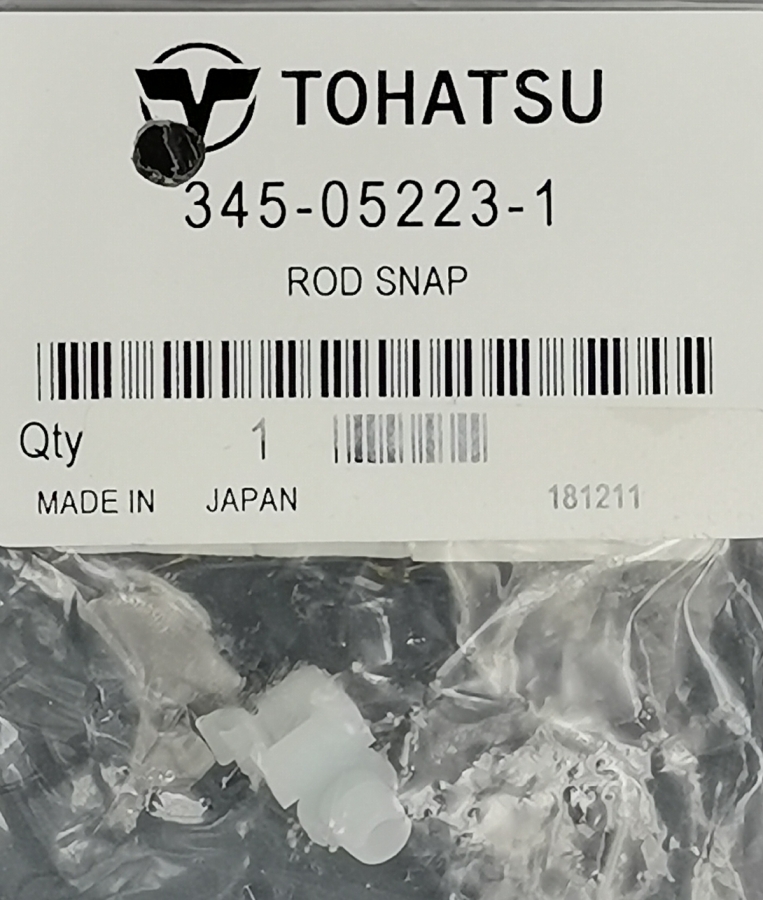 TOHATSU
345-05223-1
ROD SNAP
Qty 1
MADE IN JAPAN 181211